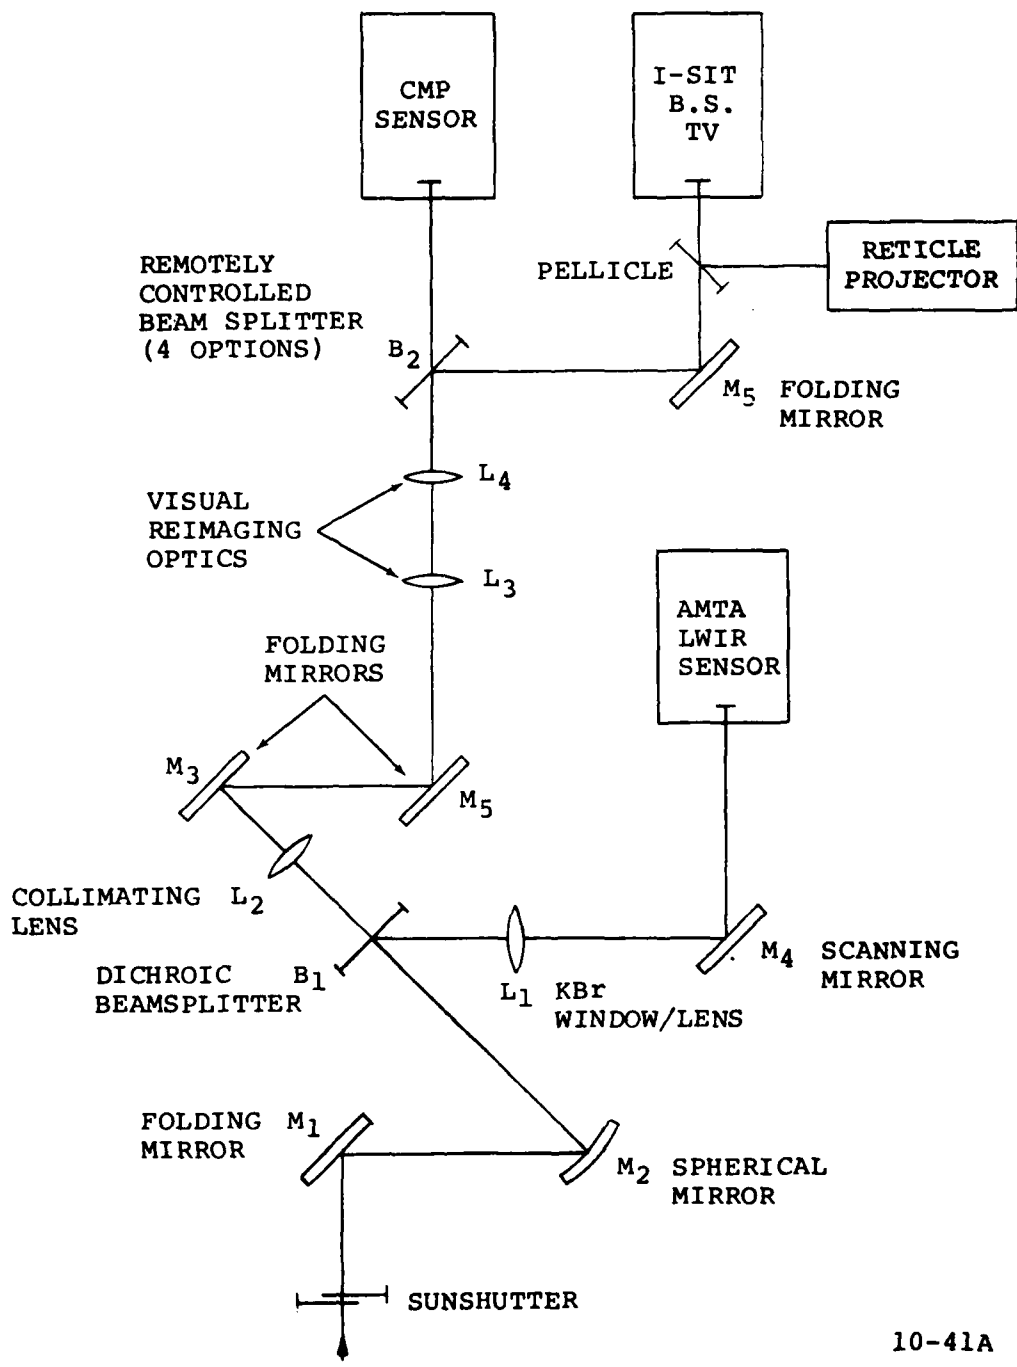 CMP
SENSOR
I-SIT
B.S.
TV
RETICLE
PROJECTOR
PELLICLE
REMOTELY
CONTROLLED
BEAM SPLITTER
(4 OPTIONS)
B2
M5 FOLDING
MIRROR
L4
VISUAL
REIMAGING
OPTICS
L3
AMTA
LWIR
SENSOR
FOLDING
MIRRORS
M3
M5
COLLIMATING L2
LENS
DICHROIC B1
BEAMSPLITTER
L1 KBr
WINDOW/LENS
M4 SCANNING
MIRROR
FOLDING M1
MIRROR
M2 SPHERICAL
MIRROR
SUNSHUTTER
10-41A